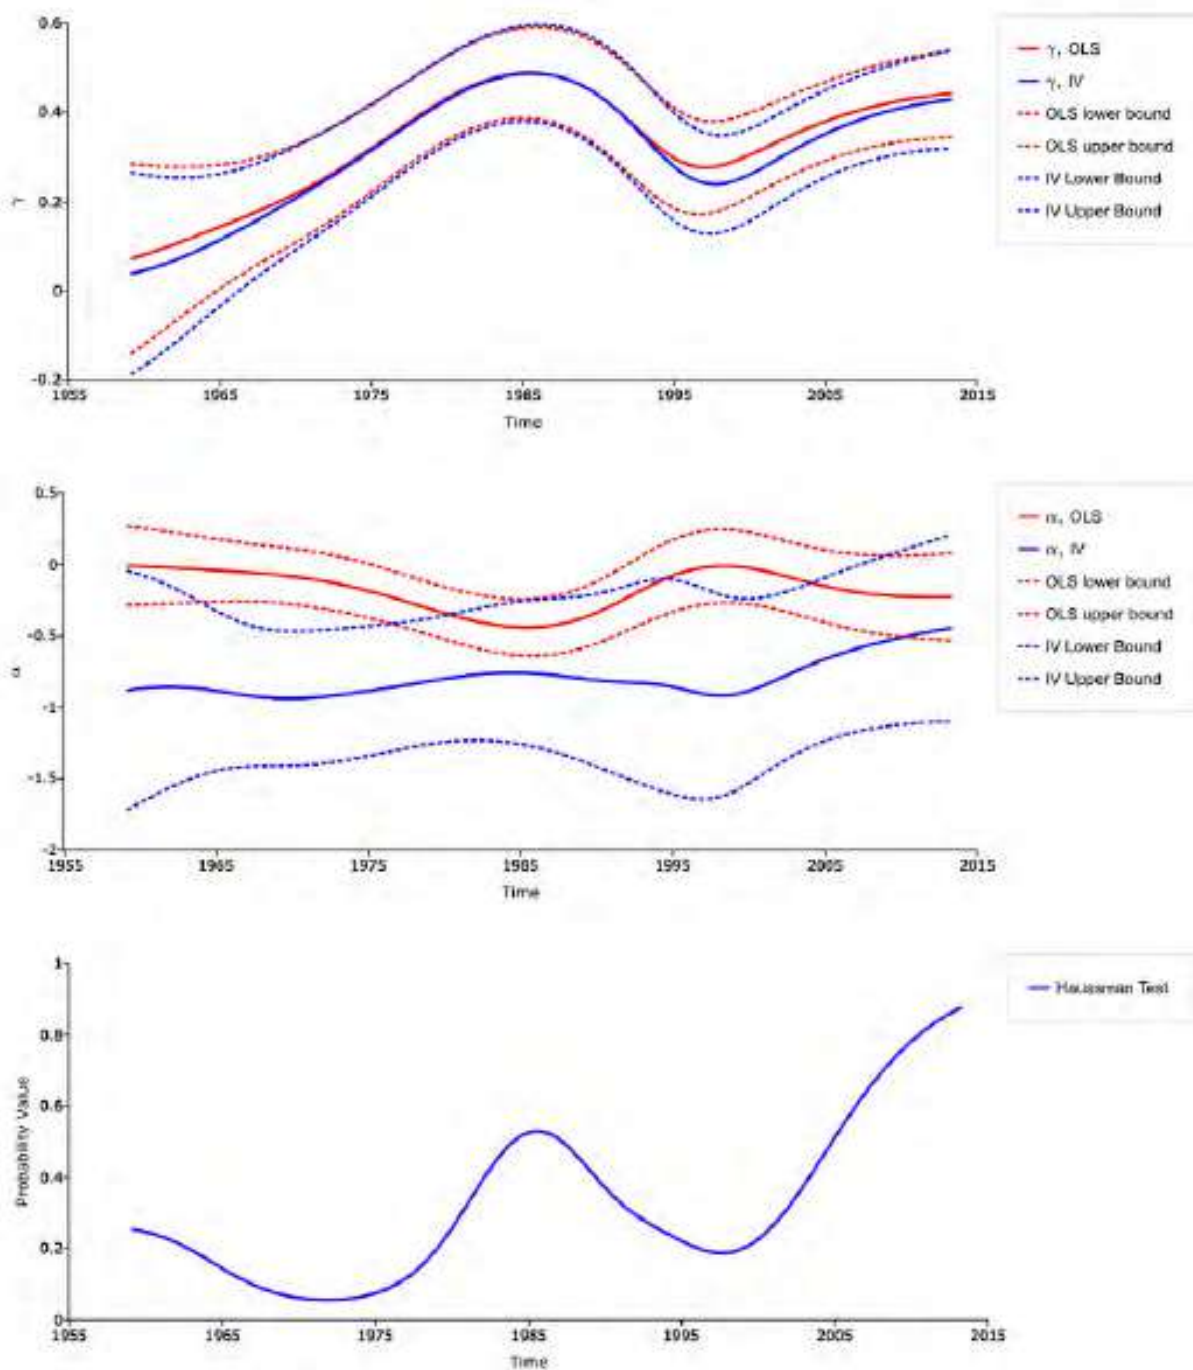 0.6
0.4
0.2
0
-0.2
γ
1955 1965 1975 1985 1995 2005 2015
Time
γ, OLS
γ, IV
OLS lower bound
OLS upper bound
IV Lower Bound
IV Upper Bound
0.5
0
-0.5
-1
-1.5
-2
α
1955 1965 1975 1985 1995 2005 2015
Time
α, OLS
α, IV
OLS lower bound
OLS upper bound
IV Lower Bound
IV Upper Bound
1
0.8
0.6
0.4
0.2
0
Probability Value
1955 1965 1975 1985 1995 2005 2015
Time
Haussman Test